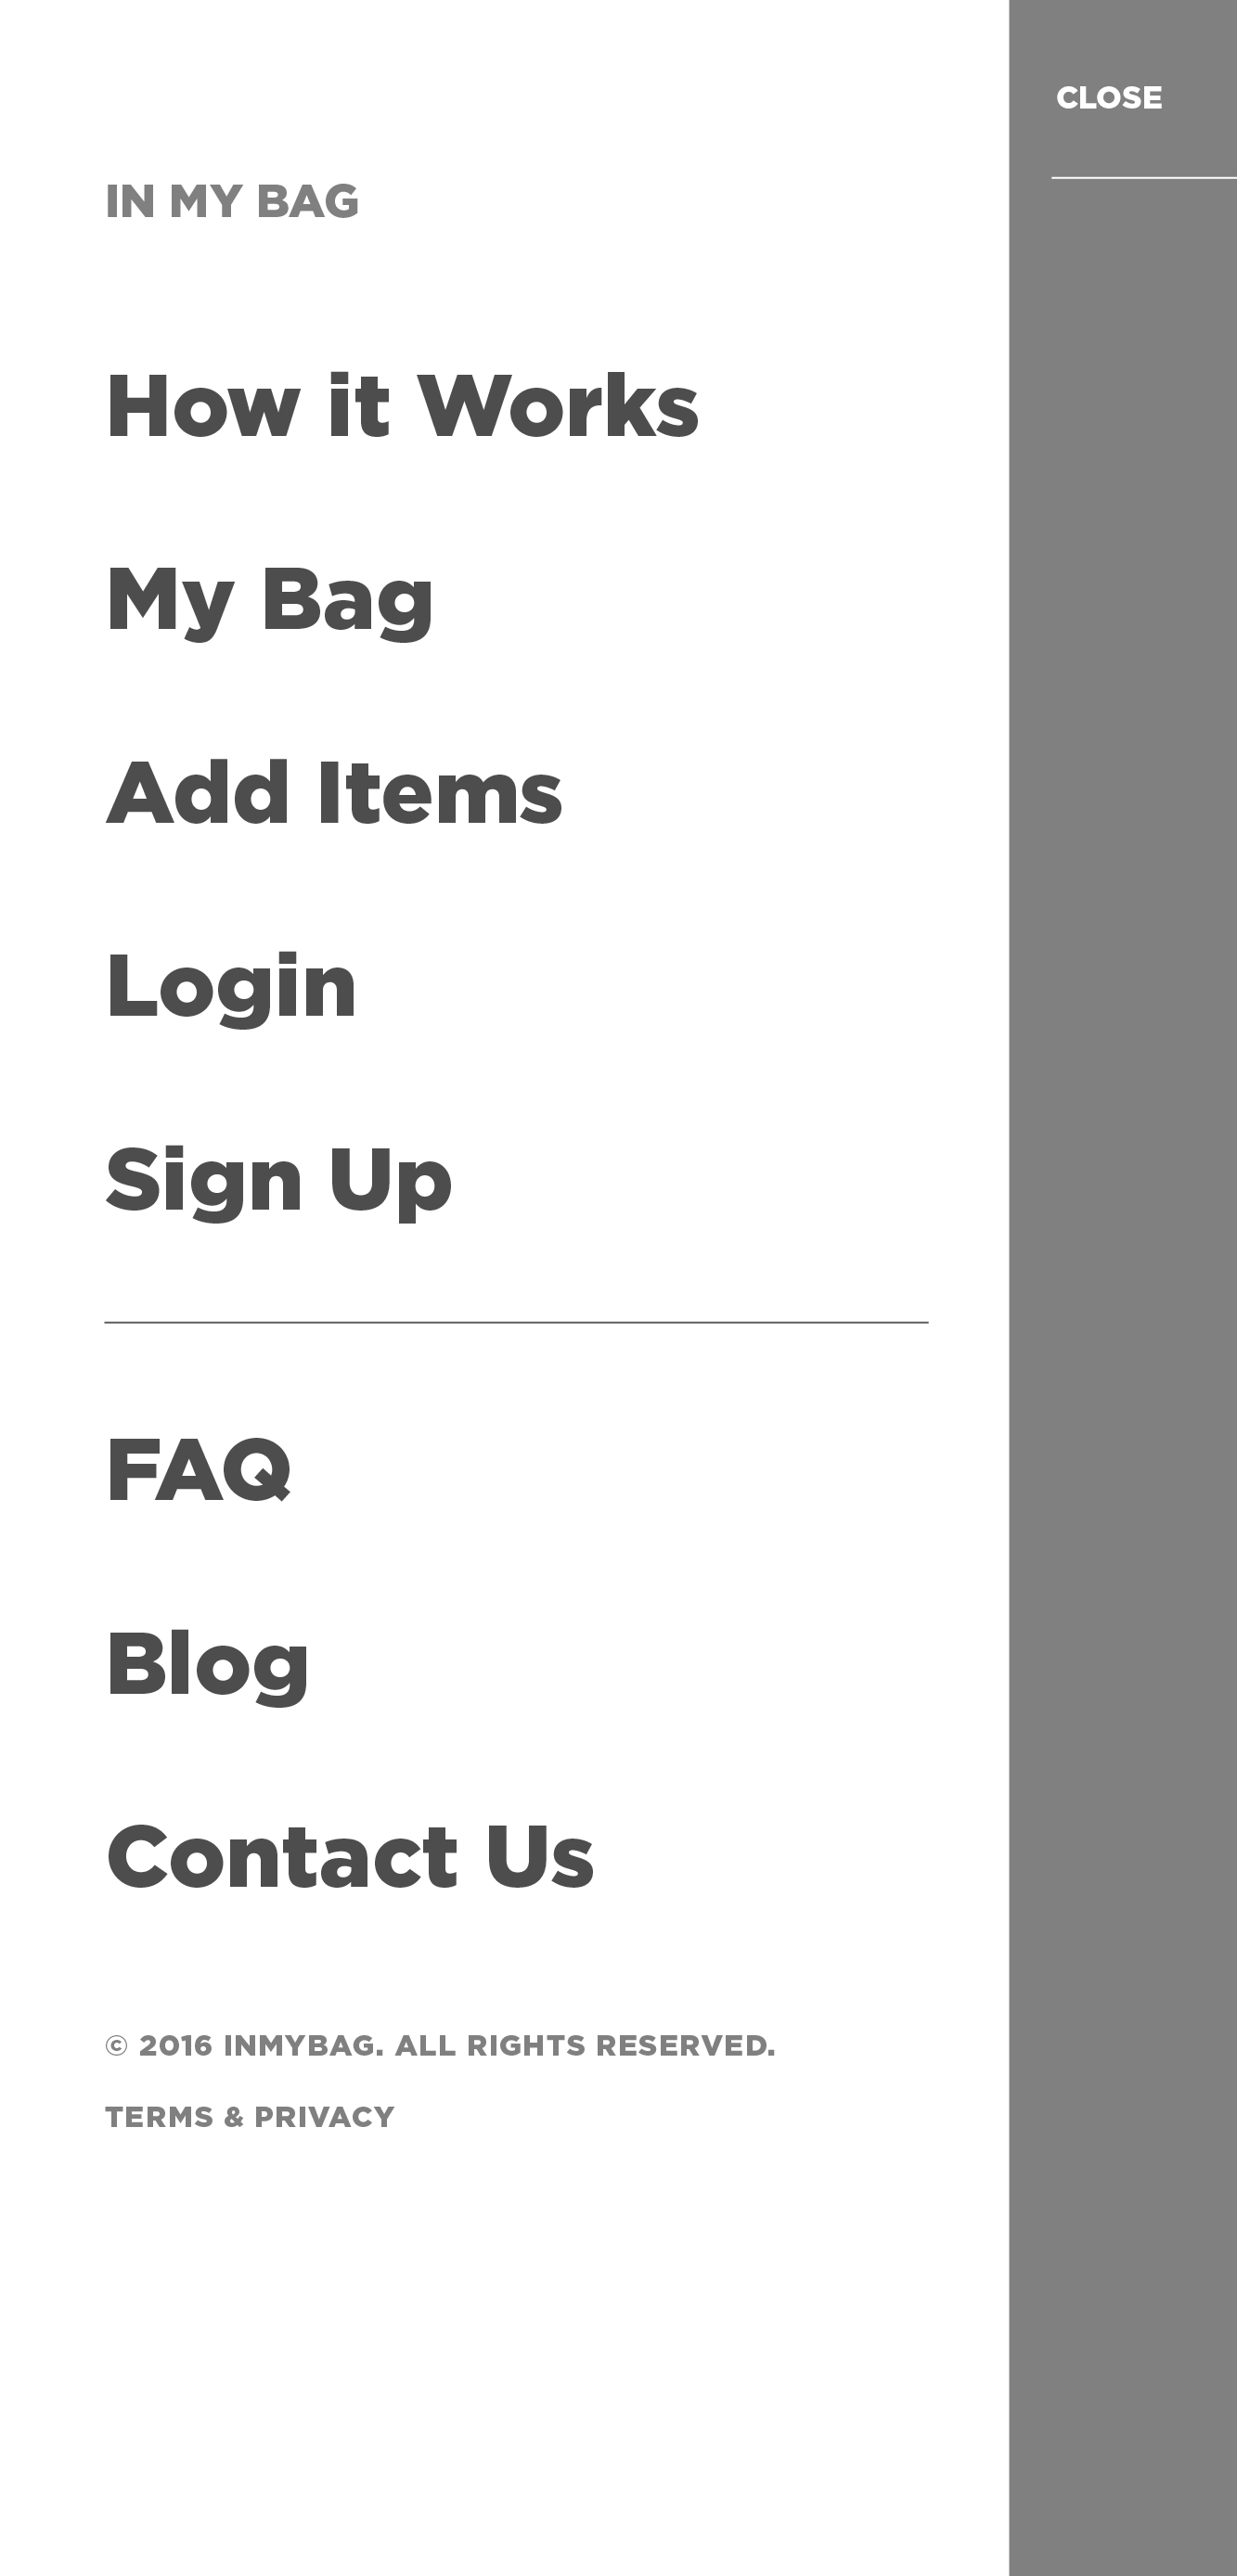 CLOSE
IN MY BAG
How it Works
My Bag
Add Items
Login
Sign Up
FAQ
Blog
Contact Us
© 2016 INMYBAG. ALL RIGHTS RESERVED.
TERMS & PRIVACY